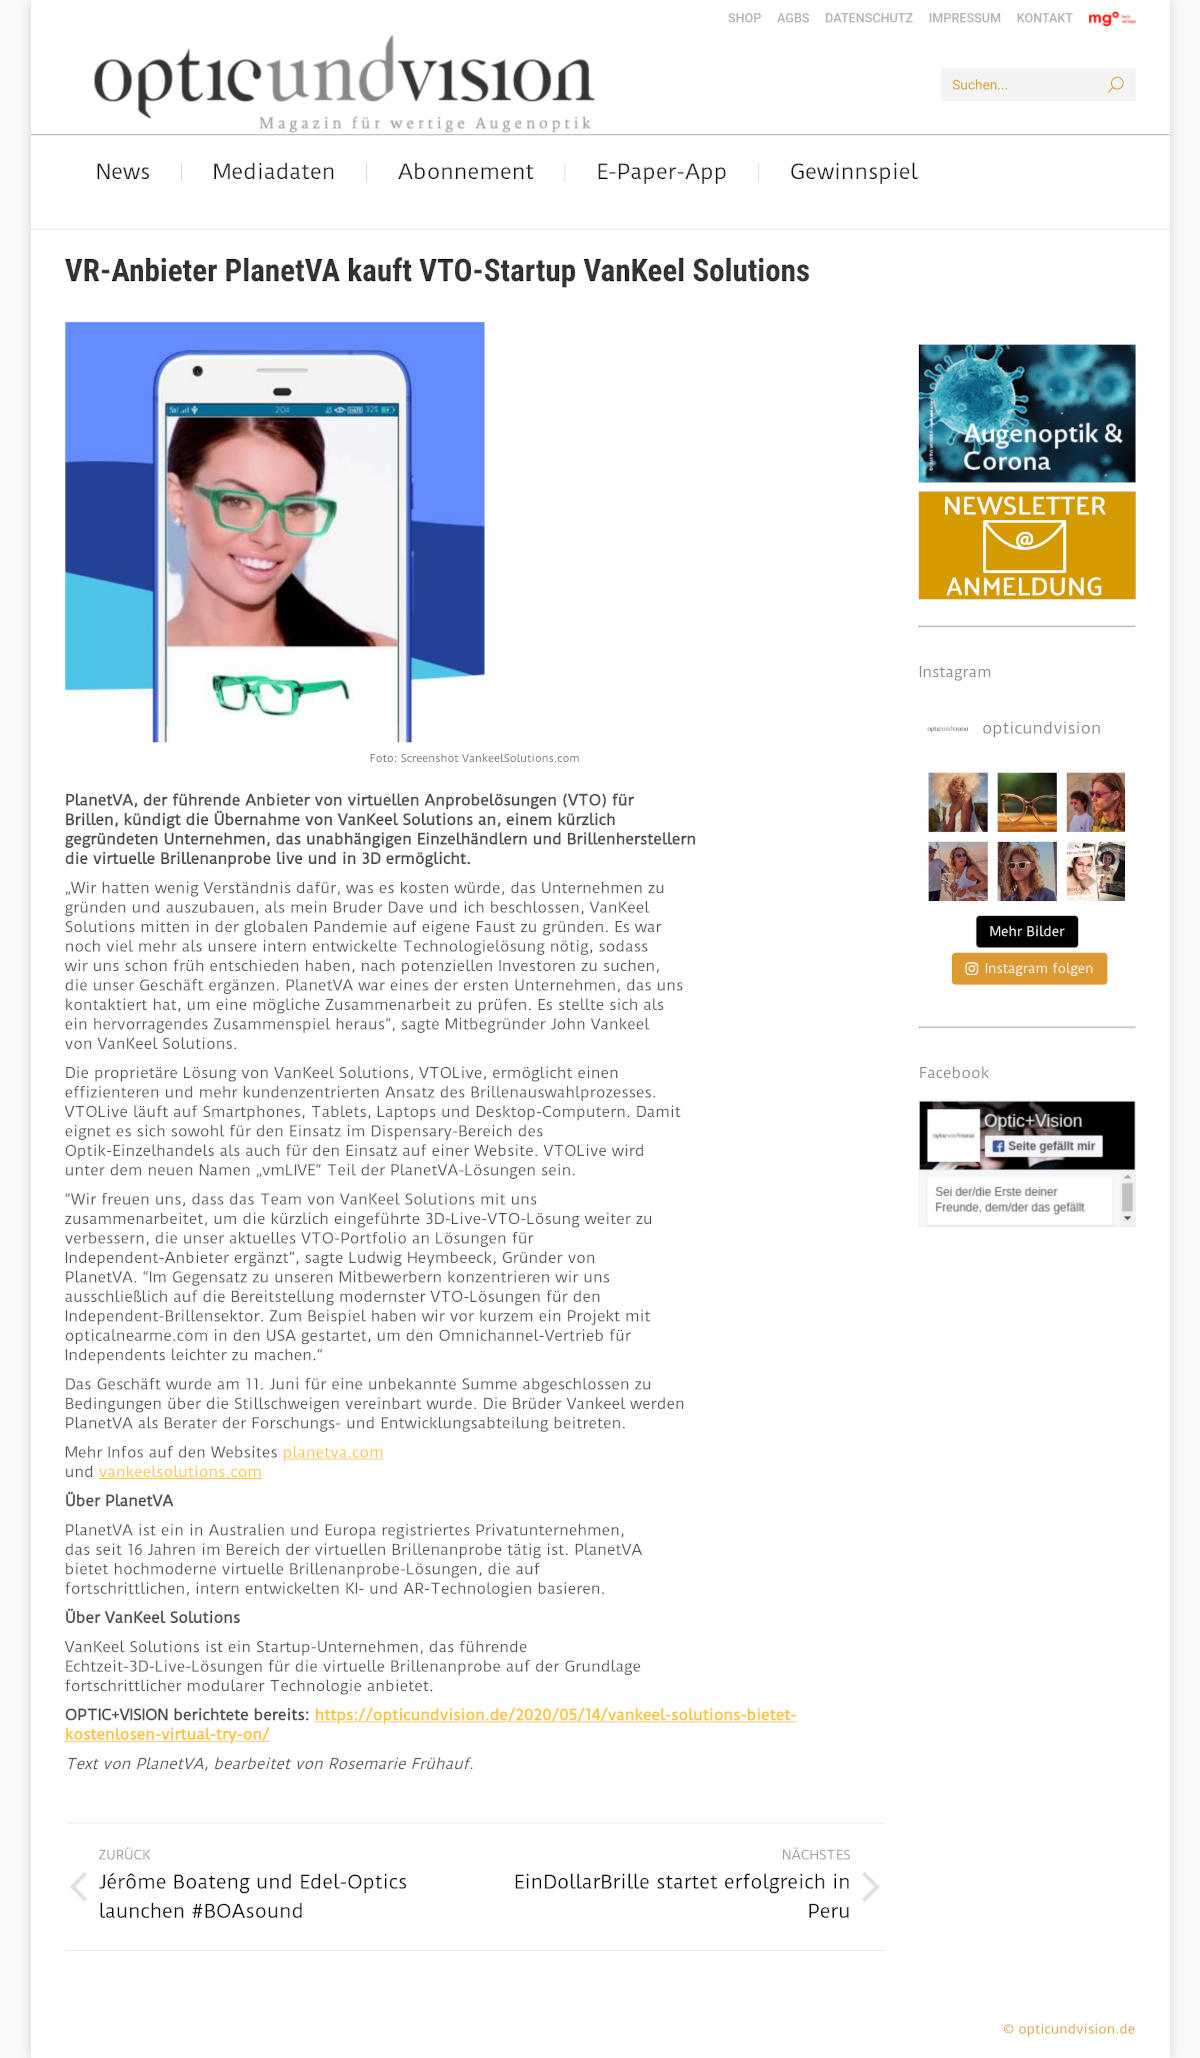 SHOP AGBS DATENSCHUTZ IMPRESSUM KONTAKT mgo
opticundvision
Magazin für wertige Augenoptik
Suchen...
News Mediadaten Abonnement E-Paper-App Gewinnspiel
VR-Anbieter PlanetVA kauft VTO-Startup VanKeel Solutions
204 32%
Foto: Screenshot VankeelSolutions.com
PlanetVA, der führende Anbieter von virtuellen Anprobelösungen (VTO) für
Brillen, kündigt die Übernahme von VanKeel Solutions an, einem kürzlich
gegründeten Unternehmen, das unabhängigen Einzelhändlern und Brillenherstellern
die virtuelle Brillenanprobe live und in 3D ermöglicht.
„Wir hatten wenig Verständnis dafür, was es kosten würde, das Unternehmen zu
gründen und auszubauen, als mein Bruder Dave und ich beschlossen, VanKeel
Solutions mitten in der globalen Pandemie auf eigene Faust zu gründen. Es war
noch viel mehr als unsere intern entwickelte Technologielösung nötig, sodass
wir uns schon früh entschieden haben, nach potenziellen Investoren zu suchen,
die unser Geschäft ergänzen. PlanetVA war eines der ersten Unternehmen, das uns
kontaktiert hat, um eine mögliche Zusammenarbeit zu prüfen. Es stellte sich als
ein hervorragendes Zusammenspiel heraus”, sagte Mitbegründer John Vankeel
von VanKeel Solutions.
Die proprietäre Lösung von VanKeel Solutions, VTOLive, ermöglicht einen
effizienteren und mehr kundenzentrierten Ansatz des Brillenauswahlprozesses.
VTOLive läuft auf Smartphones, Tablets, Laptops und Desktop-Computern. Damit
eignet es sich sowohl für den Einsatz im Dispensary-Bereich des
Optik-Einzelhandels als auch für den Einsatz auf einer Website. VTOLive wird
unter dem neuen Namen „vmLIVE” Teil der PlanetVA-Lösungen sein.
“Wir freuen uns, dass das Team von VanKeel Solutions mit uns
zusammenarbeitet, um die kürzlich eingeführte 3D-Live-VTO-Lösung weiter zu
verbessern, die unser aktuelles VTO-Portfolio an Lösungen für
Independent-Anbieter ergänzt”, sagte Ludwig Heymbeeck, Gründer von
PlanetVA. “Im Gegensatz zu unseren Mitbewerbern konzentrieren wir uns
ausschließlich auf die Bereitstellung modernster VTO-Lösungen für den
Independent-Brillensektor. Zum Beispiel haben wir vor kurzem ein Projekt mit
opticalnearme.com in den USA gestartet, um den Omnichannel-Vertrieb für
Independents leichter zu machen.“
Das Geschäft wurde am 11. Juni für eine unbekannte Summe abgeschlossen zu
Bedingungen über die Stillschweigen vereinbart wurde. Die Brüder Vankeel werden
PlanetVA als Berater der Forschungs- und Entwicklungsabteilung beitreten.
Mehr Infos auf den Websites planetva.com
und vankeelsolutions.com
Über PlanetVA
PlanetVA ist ein in Australien und Europa registriertes Privatunternehmen,
das seit 16 Jahren im Bereich der virtuellen Brillenanprobe tätig ist. PlanetVA
bietet hochmoderne virtuelle Brillenanprobe-Lösungen, die auf
fortschrittlichen, intern entwickelten KI- und AR-Technologien basieren.
Über VanKeel Solutions
VanKeel Solutions ist ein Startup-Unternehmen, das führende
Echtzeit-3D-Live-Lösungen für die virtuelle Brillenanprobe auf der Grundlage
fortschrittlicher modularer Technologie anbietet.
OPTIC+VISION berichtete bereits: https://opticundvision.de/2020/05/14/vankeel-solutions-bietet-
kostenlosen-virtual-try-on/
Text von PlanetVA, bearbeitet von Rosemarie Frühauf.
ZURÜCK
Jérôme Boateng und Edel-Optics
launchen #BOAsound
NÄCHSTES
EinDollarBrille startet erfolgreich in
Peru
Augenoptik &
Corona
NEWSLETTER
@
ANMELDUNG
Instagram
opticundvision opticundvision
Mehr Bilder
Instagram folgen
Facebook
opticundvision
Optic+Vision
Seite gefällt mir
Sei der/die Erste deiner
Freunde, dem/der das gefällt
© opticundvision.de